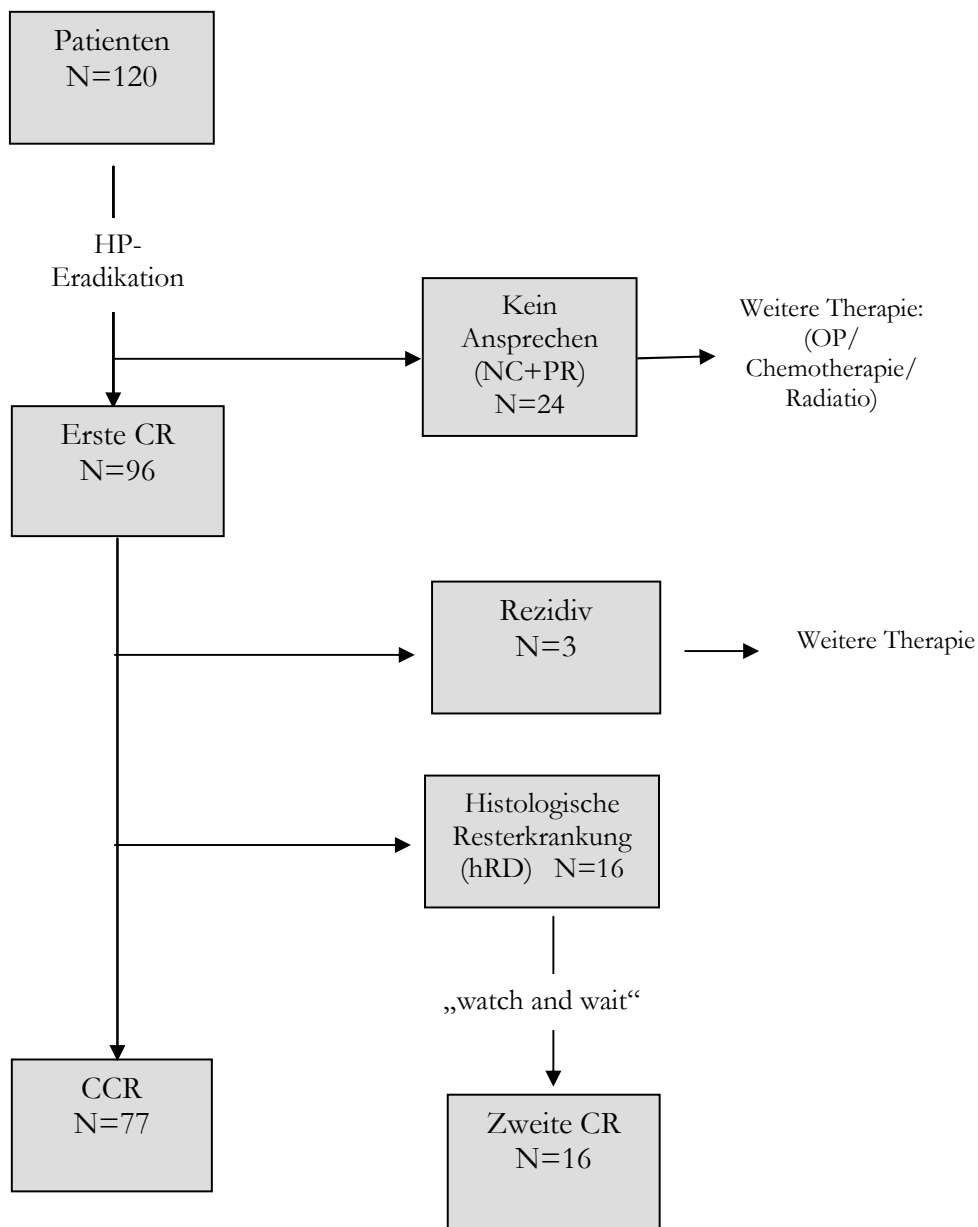 Patienten
N=120
HP-
Eradikation
Kein
Ansprechen
(NC+PR)
N=24
Weitere Therapie:
(OP/
Chemotherapie/
Radiatio)
Erste CR
N=96
Rezidiv
N=3
Weitere Therapie
Histologische
Resterkrankung
(hRD) N=16
„watch and wait“
CCR
N=77
Zweite CR
N=16